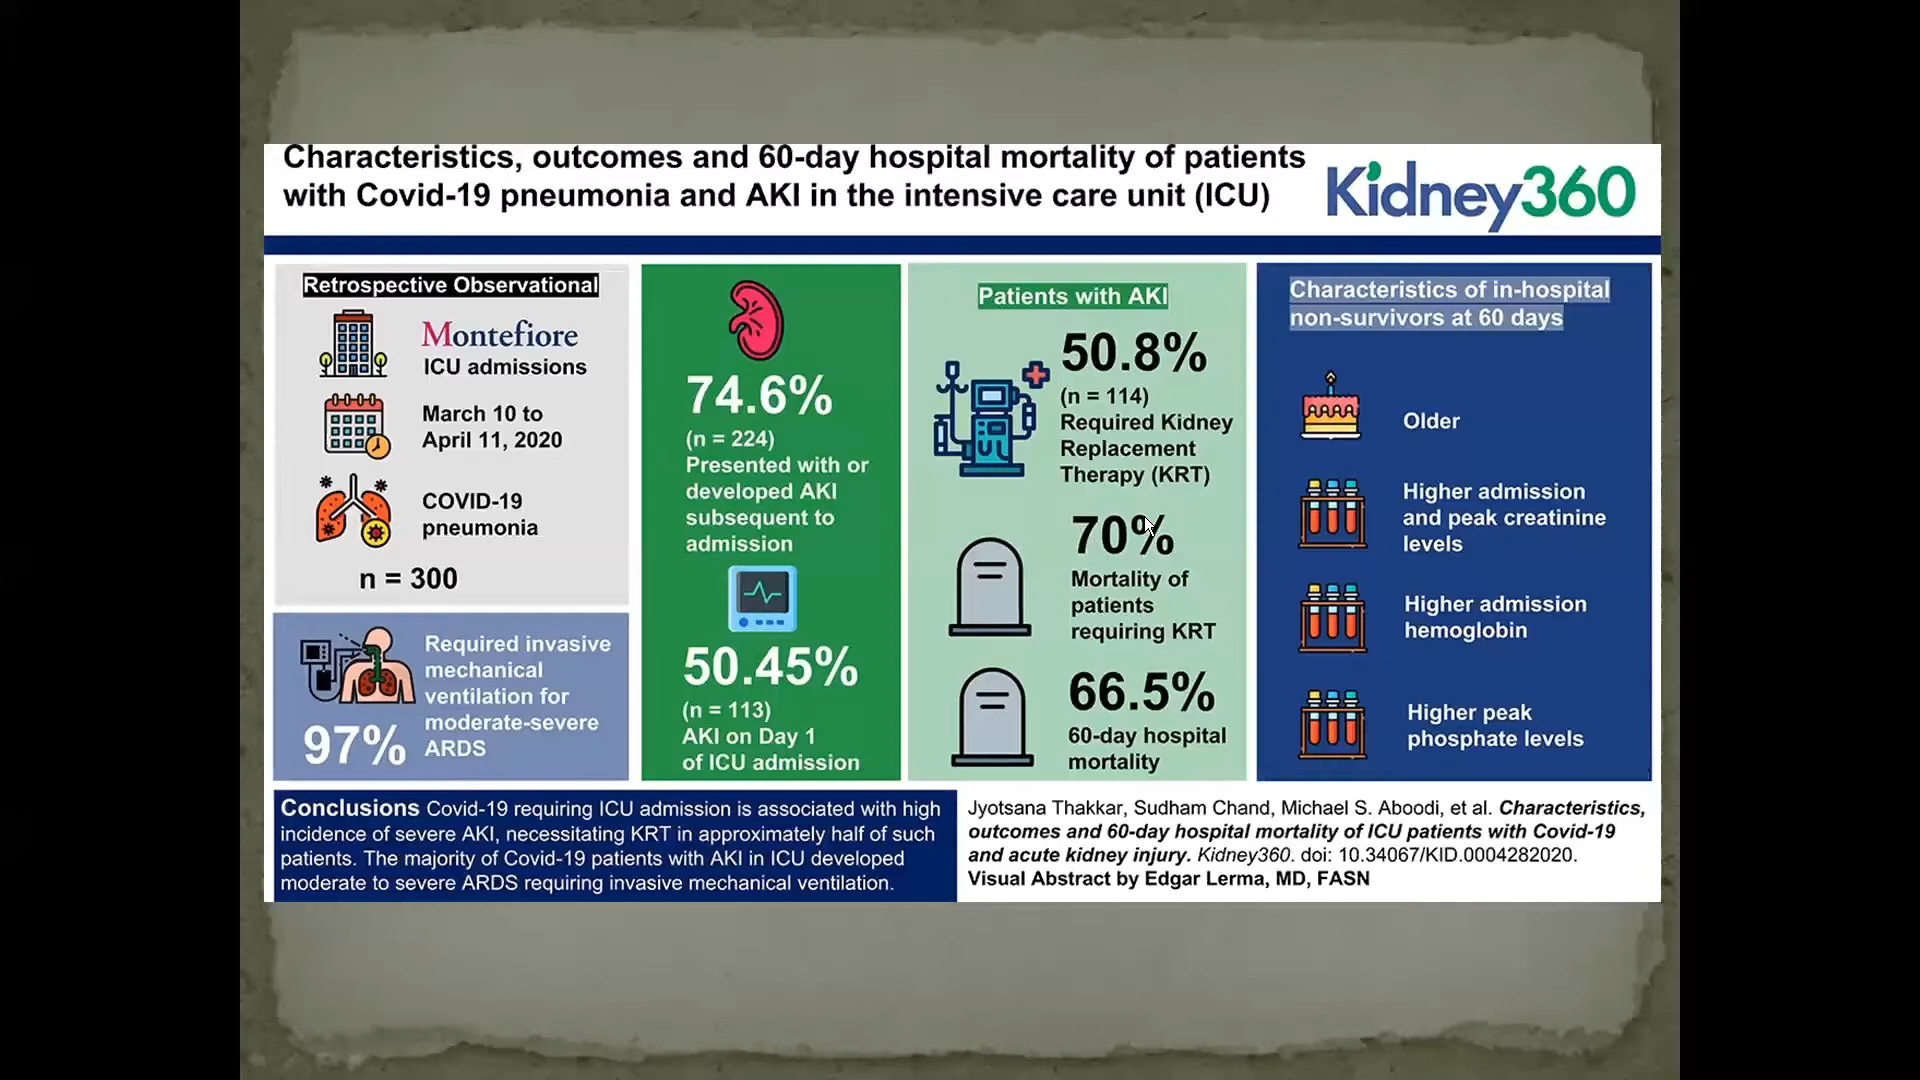 Characteristics, outcomes and 60-day hospital mortality of patients
with Covid-19 pneumonia and AKI in the intensive care unit (ICU)
Kidney360
Retrospective Observational
Montefiore
ICU admissions
March 10 to
April 11, 2020
COVID-19
pneumonia
n = 300
97%
Required invasive
mechanical
ventilation for
moderate-severe
ARDS
74.6%
(n = 224)
Presented with or
developed AKI
subsequent to
admission
50.45%
(n = 113)
AKI on Day 1
of ICU admission
Patients with AKI
50.8%
(n = 114)
Required Kidney
Replacement
Therapy (KRT)
70%
Mortality of
patients
requiring KRT
66.5%
60-day hospital
mortality
Characteristics of in-hospital
non-survivors at 60 days
Older
Higher admission
and peak creatinine
levels
Higher admission
hemoglobin
Higher peak
phosphate levels
Conclusions Covid-19 requiring ICU admission is associated with high
incidence of severe AKI, necessitating KRT in approximately half of such
patients. The majority of Covid-19 patients with AKI in ICU developed
moderate to severe ARDS requiring invasive mechanical ventilation.
Jyotsana Thakkar, Sudham Chand, Michael S. Aboodi, et al. Characteristics,
outcomes and 60-day hospital mortality of ICU patients with Covid-19
and acute kidney injury. Kidney360. doi: 10.34067/KID.0004282020.
Visual Abstract by Edgar Lerma, MD, FASN